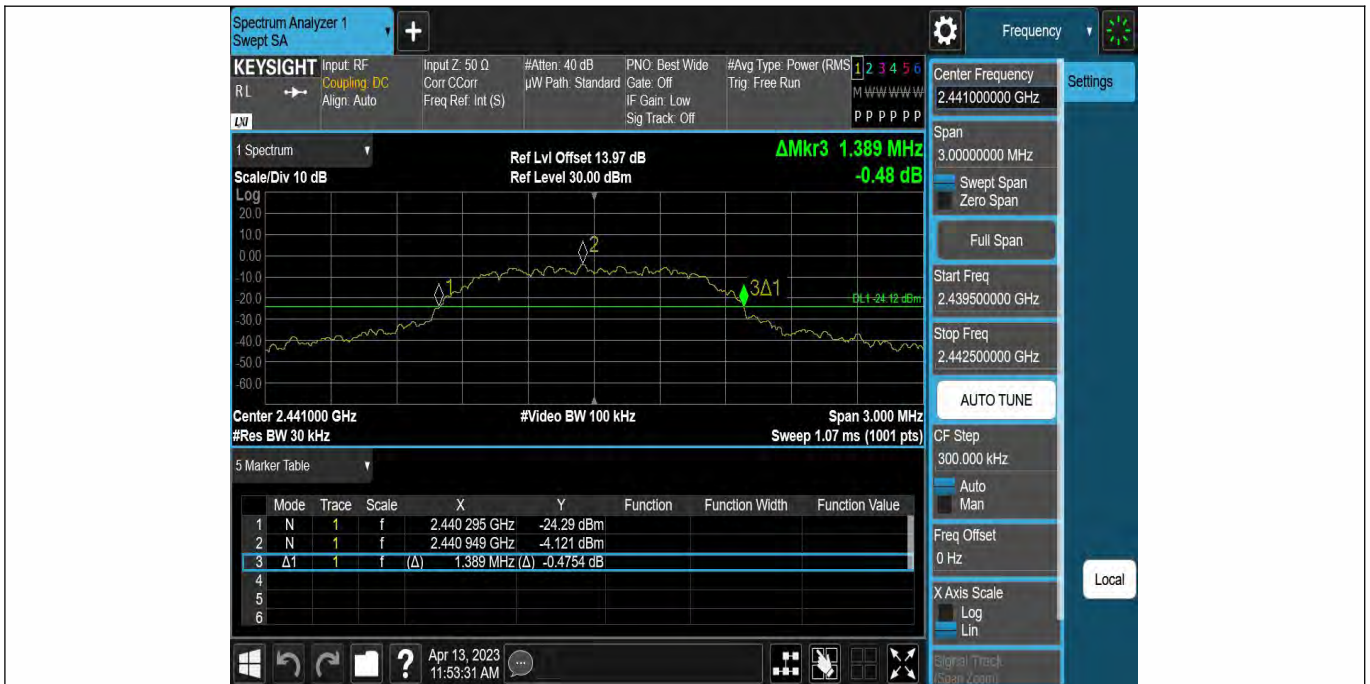 Spectrum Analyzer 1
Swept SA
+
Frequency
KEYSIGHT
RL
LXI
Input: RF
Coupling: DC
Align: Auto
Input Z: 50 Ω
Corr CCorr
Freq Ref: Int (S)
#Atten: 40 dB
µW Path: Standard
PNO: Best Wide
Gate: Off
IF Gain: Low
Sig Track: Off
#Avg Type: Power (RMS
Trig: Free Run
1 2 3 4 5 6
M W W W W W
P P P P P P
1 Spectrum
Scale/Div 10 dB
Ref Lvl Offset 13.97 dB
Ref Level 30.00 dBm
ΔMkr3 1.389 MHz
-0.48 dB
Log
20.0
10.0
0.00
-10.0
-20.0
-30.0
-40.0
-50.0
-60.0
1
2
3Δ1
DL1 -24.12 dBm
Center 2.441000 GHz
#Video BW 100 kHz
Span 3.000 MHz
#Res BW 30 kHz
Sweep 1.07 ms (1001 pts)
5 Marker Table
Mode Trace Scale X Y Function Function Width Function Value
1 N 1 f 2.440 295 GHz -24.29 dBm
2 N 1 f 2.440 949 GHz -4.121 dBm
3 Δ1 1 f (Δ) 1.389 MHz (Δ) -0.4754 dB
4
5
6
Apr 13, 2023
11:53:31 AM
Center Frequency
2.441000000 GHz
Settings
Span
3.00000000 MHz
Swept Span
Zero Span
Full Span
Start Freq
2.439500000 GHz
Stop Freq
2.442500000 GHz
AUTO TUNE
CF Step
300.000 kHz
Auto
Man
Freq Offset
0 Hz
X Axis Scale
Log
Lin
Signal Track
(Span Zoom)
Local